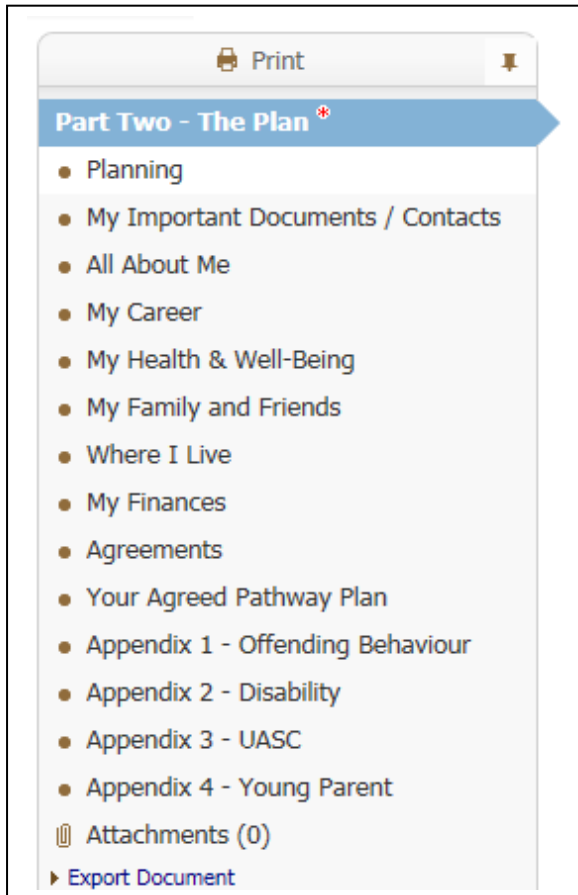 Print
Part Two - The Plan *
Planning
My Important Documents / Contacts
All About Me
My Career
My Health & Well-Being
My Family and Friends
Where I Live
My Finances
Agreements
Your Agreed Pathway Plan
Appendix 1 - Offending Behaviour
Appendix 2 - Disability
Appendix 3 - UASC
Appendix 4 - Young Parent
Attachments (0)
Export Document